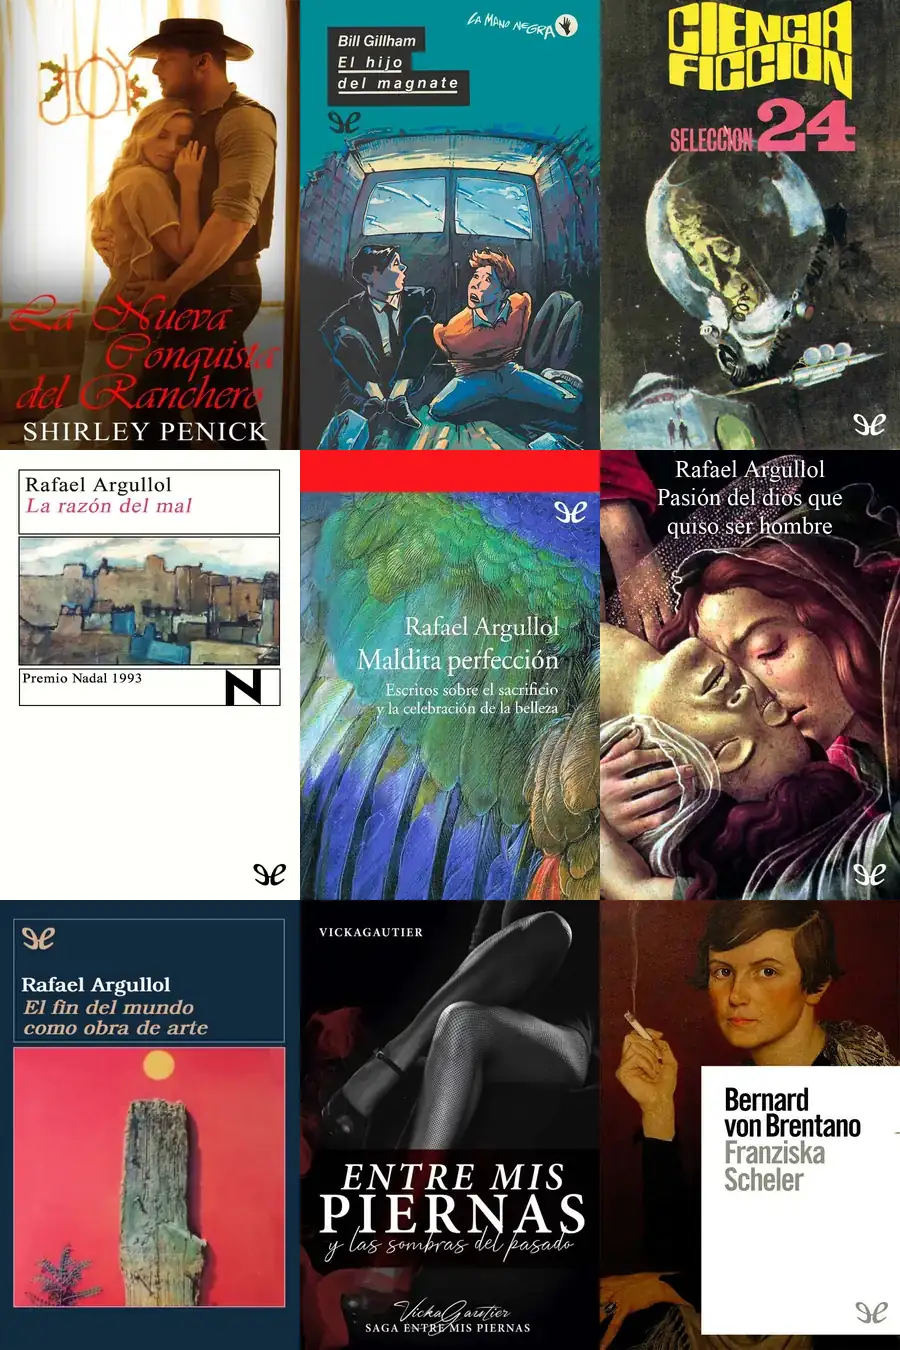 JOY
La Nueva
Conquista
del Ranchero
SHIRLEY PENICK
LA MANO NEGRA
Bill Gillham
El hijo
del magnate
CIENCIA
FICCION
SELECCION 24
Rafael Argullol
La razón del mal
Premio Nadal 1993
N
Rafael Argullol
Maldita perfección
Escritos sobre el sacrificio
y la celebración de la belleza
Rafael Argullol
Pasión del dios que
quiso ser hombre
Rafael Argullol
El fin del mundo
como obra de arte
VICKAGAUTIER
ENTRE MIS
PIERNAS
y las sombras del pasado
VickaGautier
SAGA ENTRE MIS PIERNAS
Bernard
von Brentano
Franziska
Scheler